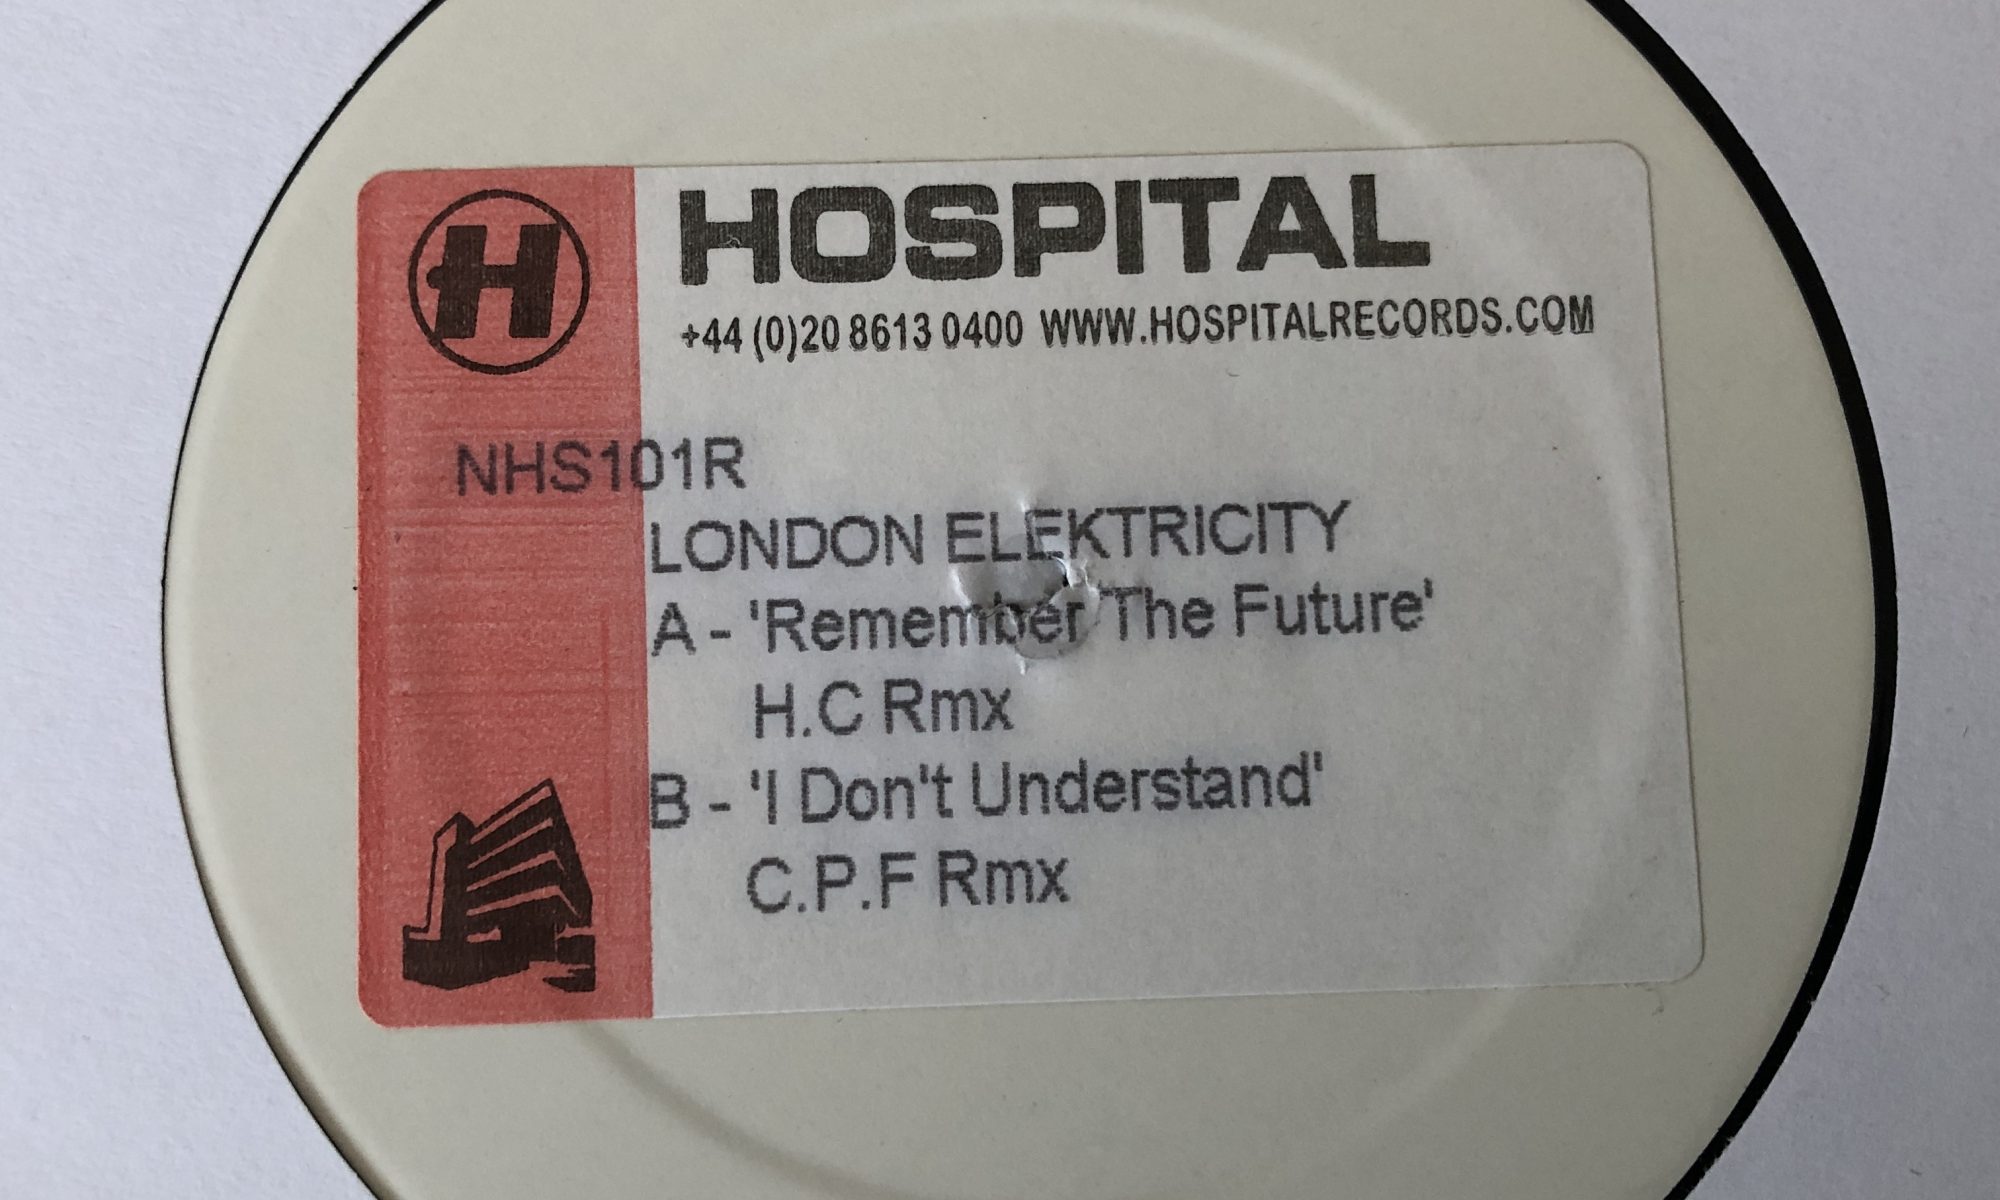 H HOSPITAL
+44 (0)20 8613 0400 WWW.HOSPITALRECORDS.COM
NHS101R
LONDON ELEKTRICITY
A - 'Remember The Future'
H.C Rmx
B - 'I Don't Understand'
C.P.F Rmx